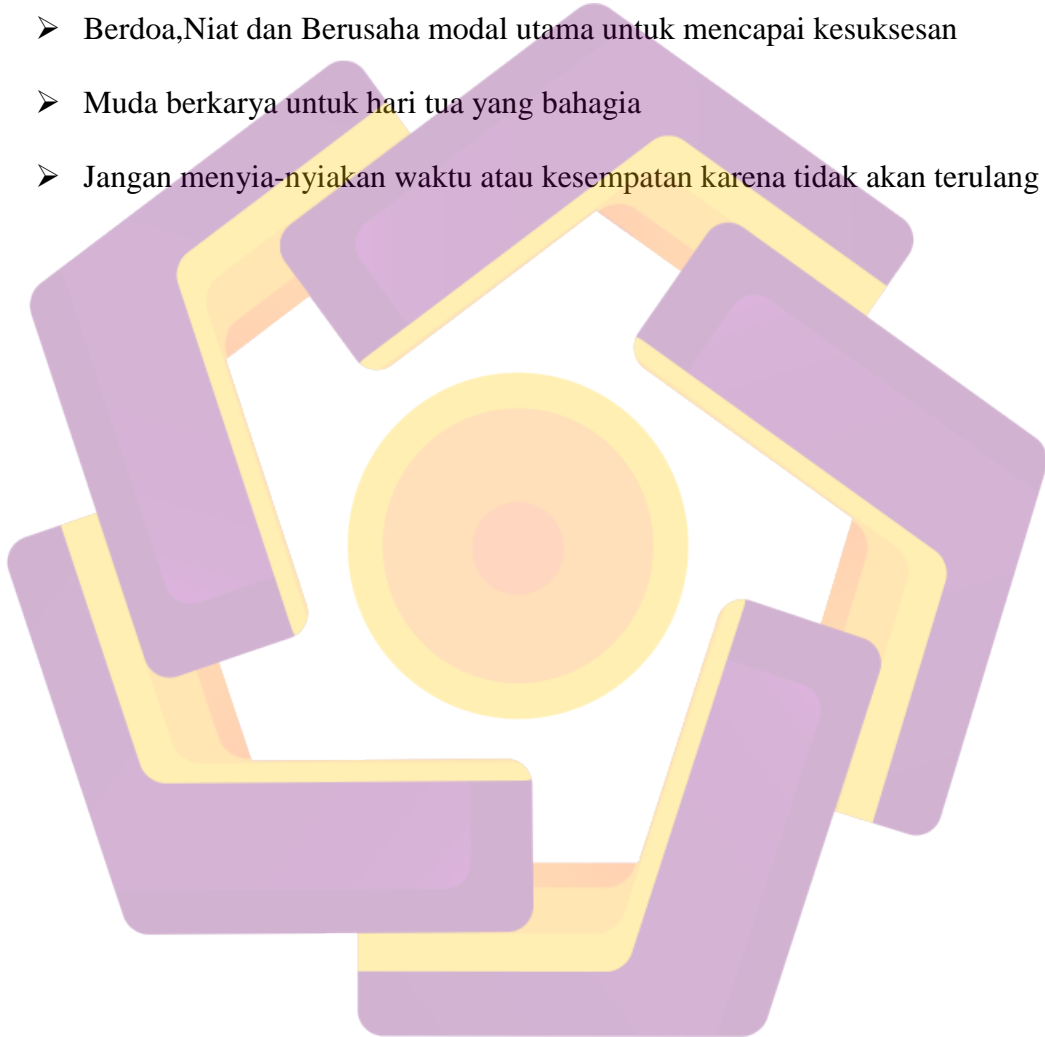 ➢ Berdoa,Niat dan Berusaha modal utama untuk mencapai kesuksesan
➢ Muda berkarya untuk hari tua yang bahagia
➢ Jangan menyia-nyiakan waktu atau kesempatan karena tidak akan terulang